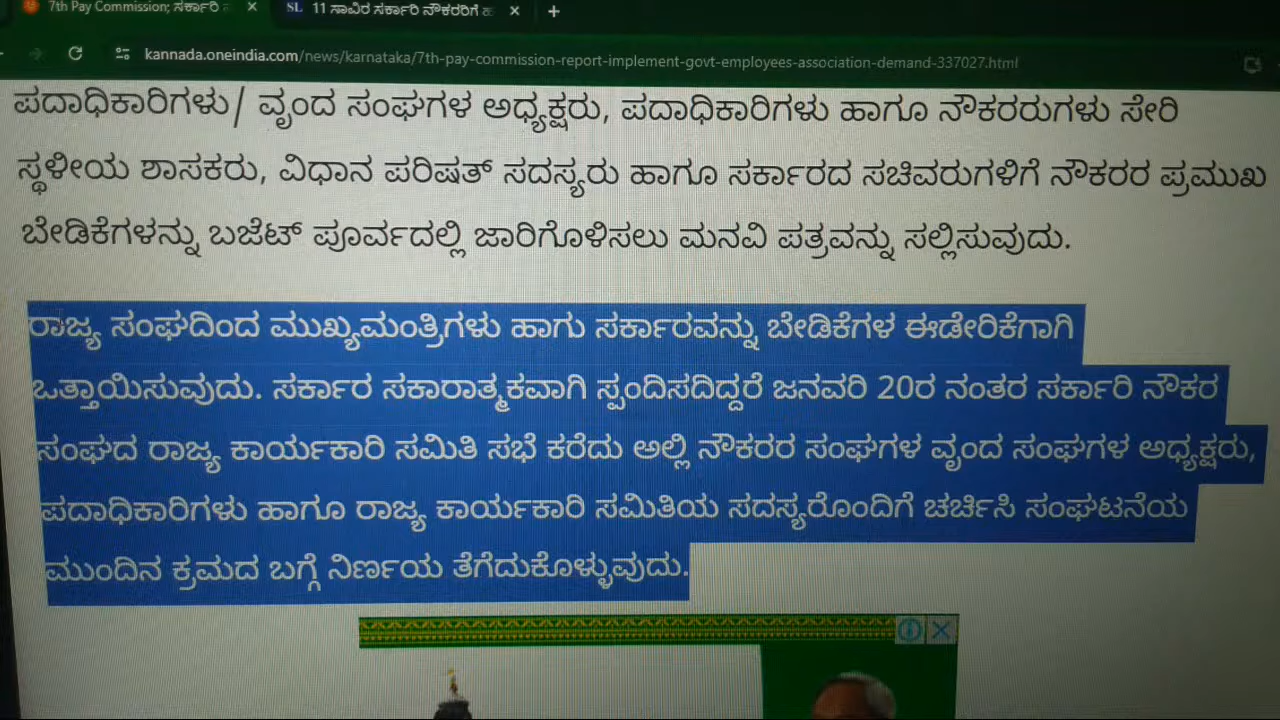 7th Pay Commission; ಸರ್ಕಾರಿ
SL 11 ಸಾವಿರ ಸರ್ಕಾರಿ ನೌಕರರಿಗೆ
kannada.oneindia.com/news/karnataka/7th-pay-commission-report-implement-govt-employees-association-demand-337027.html
ಪದಾಧಿಕಾರಿಗಳು/ ವೃಂದ ಸಂಘಗಳ ಅಧ್ಯಕ್ಷರು, ಪದಾಧಿಕಾರಿಗಳು ಹಾಗೂ ನೌಕರರುಗಳು ಸೇರಿ
ಸ್ಥಳೀಯ ಶಾಸಕರು, ವಿಧಾನ ಪರಿಷತ್ ಸದಸ್ಯರು ಹಾಗೂ ಸರ್ಕಾರದ ಸಚಿವರುಗಳಿಗೆ ನೌಕರರ ಪ್ರಮುಖ
ಬೇಡಿಕೆಗಳನ್ನು ಬಜೆಟ್ ಪೂರ್ವದಲ್ಲಿ ಜಾರಿಗೊಳಿಸಲು ಮನವಿ ಪತ್ರವನ್ನು ಸಲ್ಲಿಸುವುದು.
ರಾಜ್ಯ ಸಂಘದಿಂದ ಮುಖ್ಯಮಂತ್ರಿಗಳು ಹಾಗು ಸರ್ಕಾರವನ್ನು ಬೇಡಿಕೆಗಳ ಈಡೇರಿಕೆಗಾಗಿ
ಒತ್ತಾಯಿಸುವುದು. ಸರ್ಕಾರ ಸಕಾರಾತ್ಮಕವಾಗಿ ಸ್ಪಂದಿಸದಿದ್ದರೆ ಜನವರಿ 20ರ ನಂತರ ಸರ್ಕಾರಿ ನೌಕರ
ಸಂಘದ ರಾಜ್ಯ ಕಾರ್ಯಕಾರಿ ಸಮಿತಿ ಸಭೆ ಕರೆದು ಅಲ್ಲಿ ನೌಕರರ ಸಂಘಗಳ ವೃಂದ ಸಂಘಗಳ ಅಧ್ಯಕ್ಷರು,
ಪದಾಧಿಕಾರಿಗಳು ಹಾಗೂ ರಾಜ್ಯ ಕಾರ್ಯಕಾರಿ ಸಮಿತಿಯ ಸದಸ್ಯರೊಂದಿಗೆ ಚರ್ಚಿಸಿ ಸಂಘಟನೆಯ
ಮುಂದಿನ ಕ್ರಮದ ಬಗ್ಗೆ ನಿರ್ಣಯ ತೆಗೆದುಕೊಳ್ಳುವುದು.